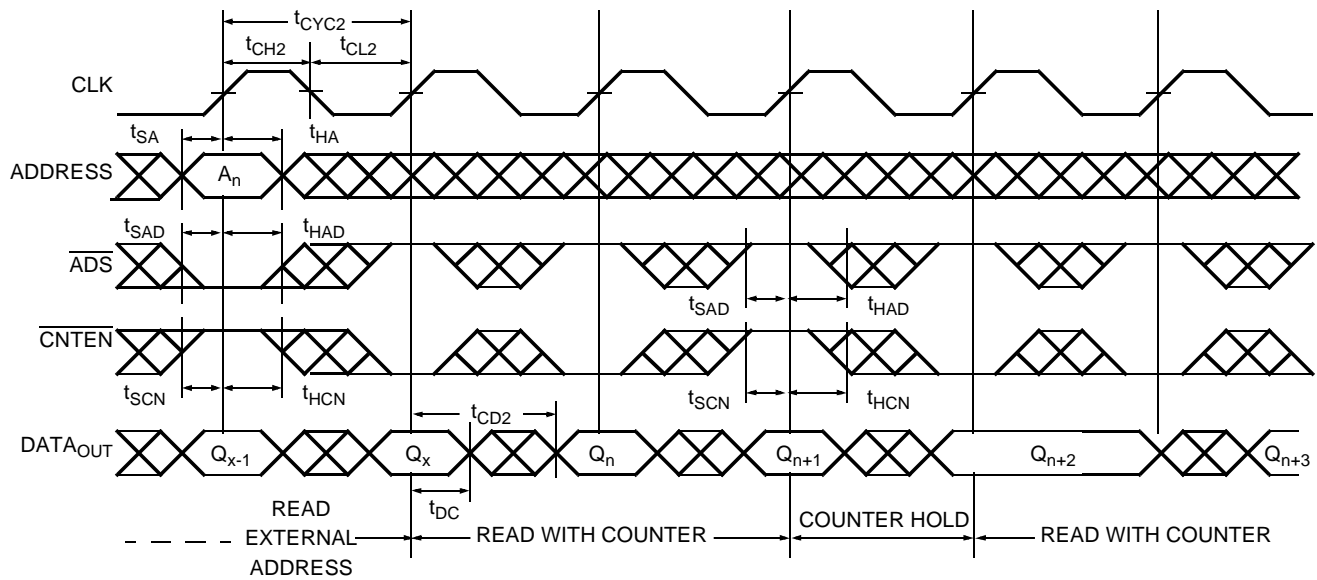 tCYC2
tCH2 tCL2
CLK
tSA tHA
ADDRESS An
tSAD tHAD
ADS
tSAD tHAD
CNTEN
tSCN tHCN tSCN tHCN
tCD2
DATAOUT Qx-1 Qx Qn Qn+1 Qn+2 Qn+3
tDC
READ
EXTERNAL
ADDRESS
READ WITH COUNTER
COUNTER HOLD
READ WITH COUNTER